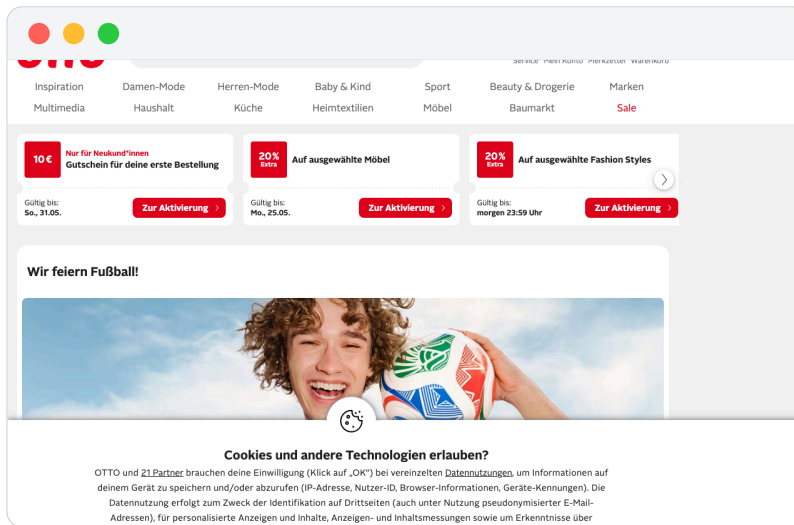 OTTO
Service Mein Konto Merkzettel Warenkorb
Inspiration Damen-Mode Herren-Mode Baby & Kind Sport Beauty & Drogerie Marken
Multimedia Haushalt Küche Heimtextilien Möbel Baumarkt Sale
10 € Nur für Neukund*innen
Gutschein für deine erste Bestellung
Gültig bis:
So., 31.05.
Zur Aktivierung
20% Extra Auf ausgewählte Möbel
Gültig bis:
Mo., 25.05.
Zur Aktivierung
20% Extra Auf ausgewählte Fashion Styles
Gültig bis:
morgen 23:59 Uhr
Zur Aktivierung
Wir feiern Fußball!
Cookies und andere Technologien erlauben?
OTTO und 21 Partner brauchen deine Einwilligung (Klick auf „OK") bei vereinzelten Datennutzungen, um Informationen auf
deinem Gerät zu speichern und/oder abzurufen (IP-Adresse, Nutzer-ID, Browser-Informationen, Geräte-Kennungen). Die
Datennutzung erfolgt zum Zweck der Identifikation auf Drittseiten (auch unter Nutzung pseudonymisierter E-Mail-
Adressen), für personalisierte Anzeigen und Inhalte, Anzeigen- und Inhaltsmessungen sowie um Erkenntnisse über